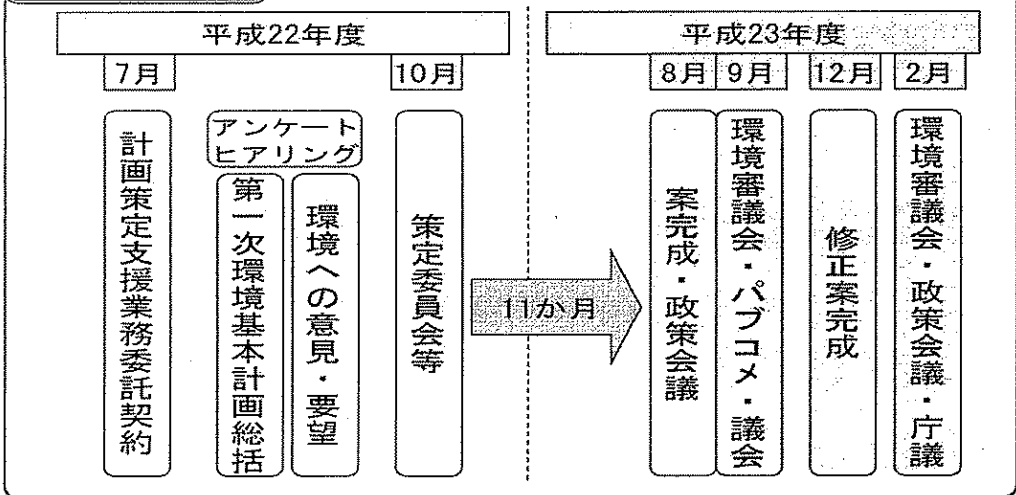 平成22年度
7月
10月
計画策定支援業務委託契約
アンケート
ヒアリング
第一次環境基本計画総括
環境への意見・要望
策定委員会等
11か月
平成23年度
8月
9月
12月
2月
案完成・政策会議
環境審議会・パブコメ・議会
修正案完成
環境審議会・政策会議・庁議